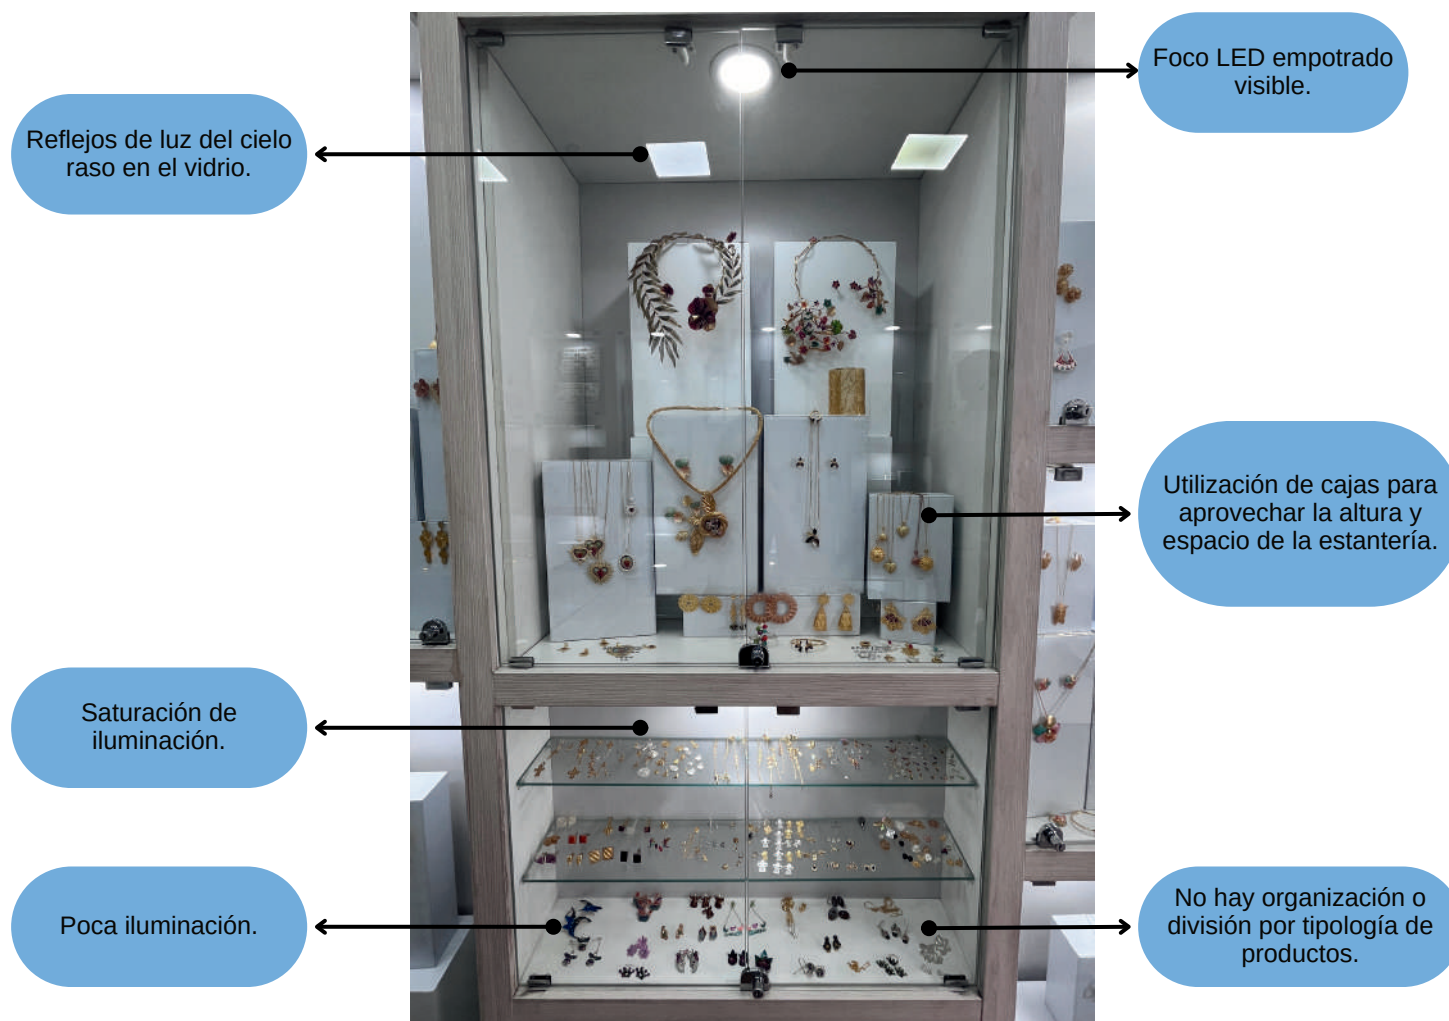 Foco LED empotrado
visible.
Reflejos de luz del cielo
raso en el vidrio.
Utilización de cajas para
aprovechar la altura y
espacio de la estantería.
Saturación de
iluminación.
Poca iluminación.
No hay organización o
división por tipología de
productos.